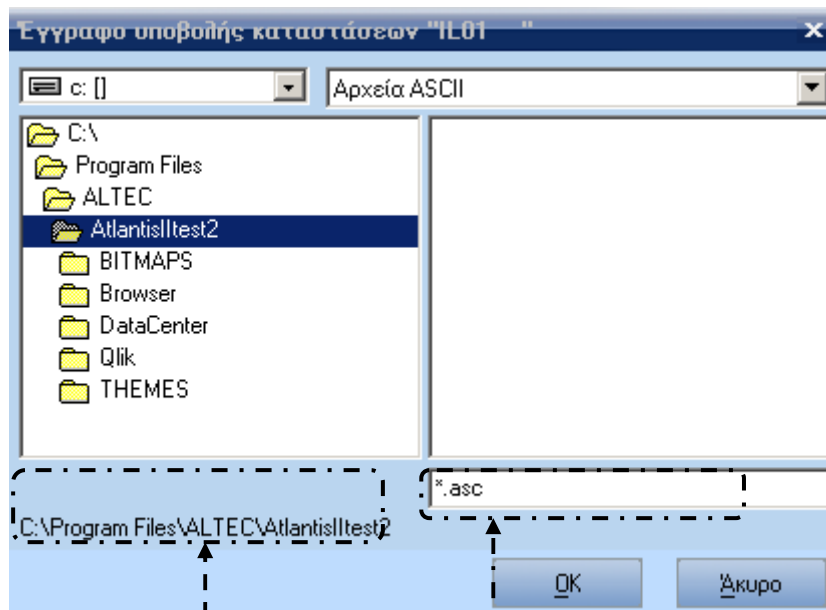 Έγγραφο υποβολής καταστάσεων "IL01    "
c: []
Αρχεία ASCII
C:\
Program Files
ALTEC
AtlantisIItest2
BITMAPS
Browser
DataCenter
Qlik
THEMES
*.asc
C:\Program Files\ALTEC\AtlantisIItest2
OK
Άκυρο